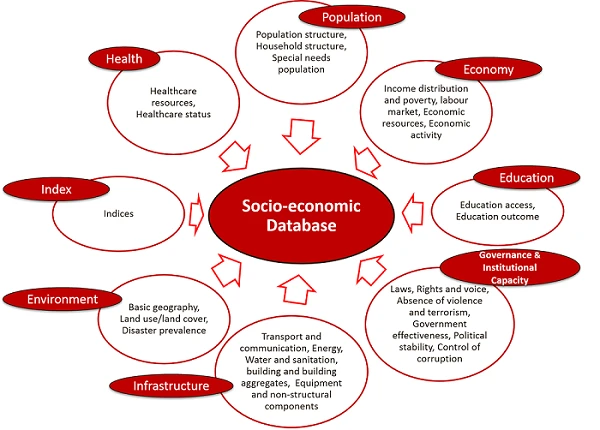 Population
Population structure,
Household structure,
Special needs
population
Health
Healthcare
resources,
Healthcare status
Economy
Income distribution
and poverty, labour
market, Economic
resources, Economic
activity
Index
Indices
Socio-economic
Database
Education
Education access,
Education outcome
Governance &
Institutional
Capacity
Laws, Rights and voice,
Absence of violence
and terrorism,
Government
effectiveness, Political
stability, Control of
corruption
Environment
Basic geography,
Land use/land cover,
Disaster prevalence
Infrastructure
Transport and
communication, Energy,
Water and sanitation,
building and building
aggregates, Equipment
and non-structural
components